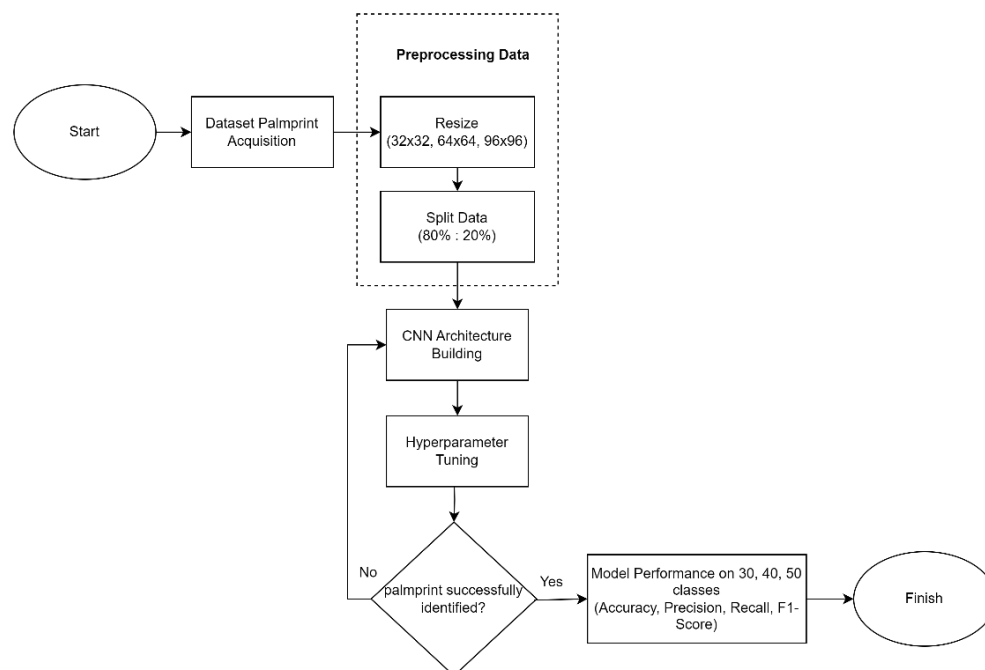 Preprocessing Data
Start
Dataset Palmprint
Acquisition
Resize
(32x32, 64x64, 96x96)
Split Data
(80% : 20%)
CNN Architecture
Building
Hyperparameter
Tuning
No
palmprint successfully
identified?
Yes
Model Performance on 30, 40, 50
classes
(Accuracy, Precision, Recall, F1-
Score)
Finish